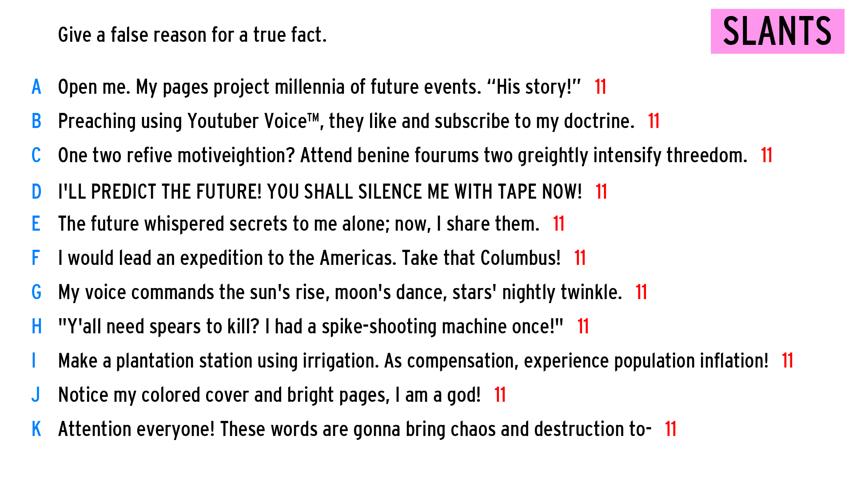 Give a false reason for a true fact.
SLANTS
A Open me. My pages project millennia of future events. “His story!” 11
B Preaching using Youtuber Voice™, they like and subscribe to my doctrine. 11
C One two refive motiveightion? Attend benine fourums two greightly intensify threedom. 11
D I'LL PREDICT THE FUTURE! YOU SHALL SILENCE ME WITH TAPE NOW! 11
E The future whispered secrets to me alone; now, I share them. 11
F I would lead an expedition to the Americas. Take that Columbus! 11
G My voice commands the sun's rise, moon's dance, stars' nightly twinkle. 11
H "Y'all need spears to kill? I had a spike-shooting machine once!" 11
I Make a plantation station using irrigation. As compensation, experience population inflation! 11
J Notice my colored cover and bright pages, I am a god! 11
K Attention everyone! These words are gonna bring chaos and destruction to- 11